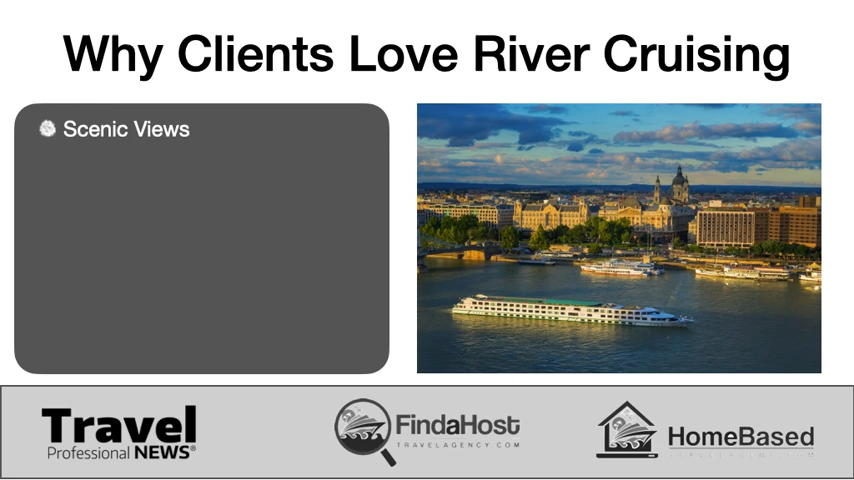 Why Clients Love River Cruising
Scenic Views
Travel
Professional NEWS®
FindaHost
TRAVELAGENCY.COM
HomeBased